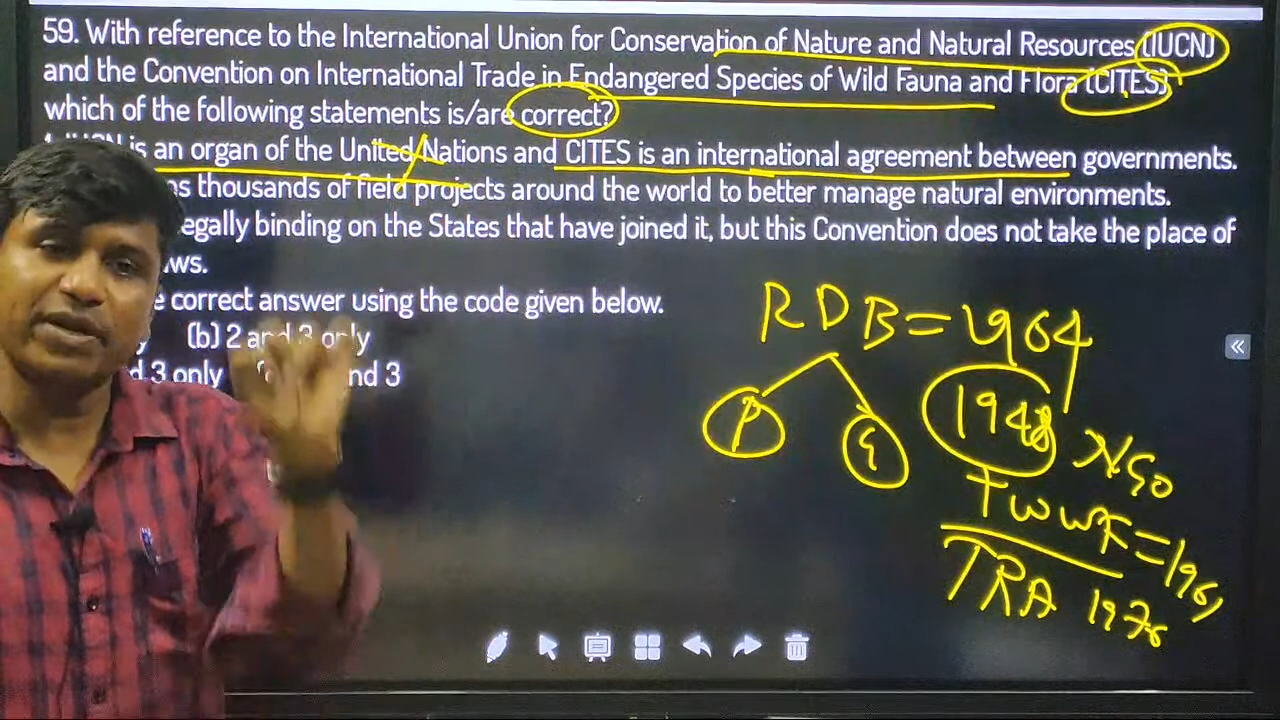 59. With reference to the International Union for Conservation of Nature and Natural Resources (IUCN)
and the Convention on International Trade in Endangered Species of Wild Fauna and Flora (CITES)
which of the following statements is/are correct?
is an organ of the United Nations and CITES is an international agreement between governments.
thousands of field projects around the world to better manage natural environments.
legally binding on the States that have joined it, but this Convention does not take the place of
correct answer using the code given below.
(b) 2 and 3 only
3 only
and 3
RDB=1964
P
G
1948
NGO
TWWF=1961
TRA 1976